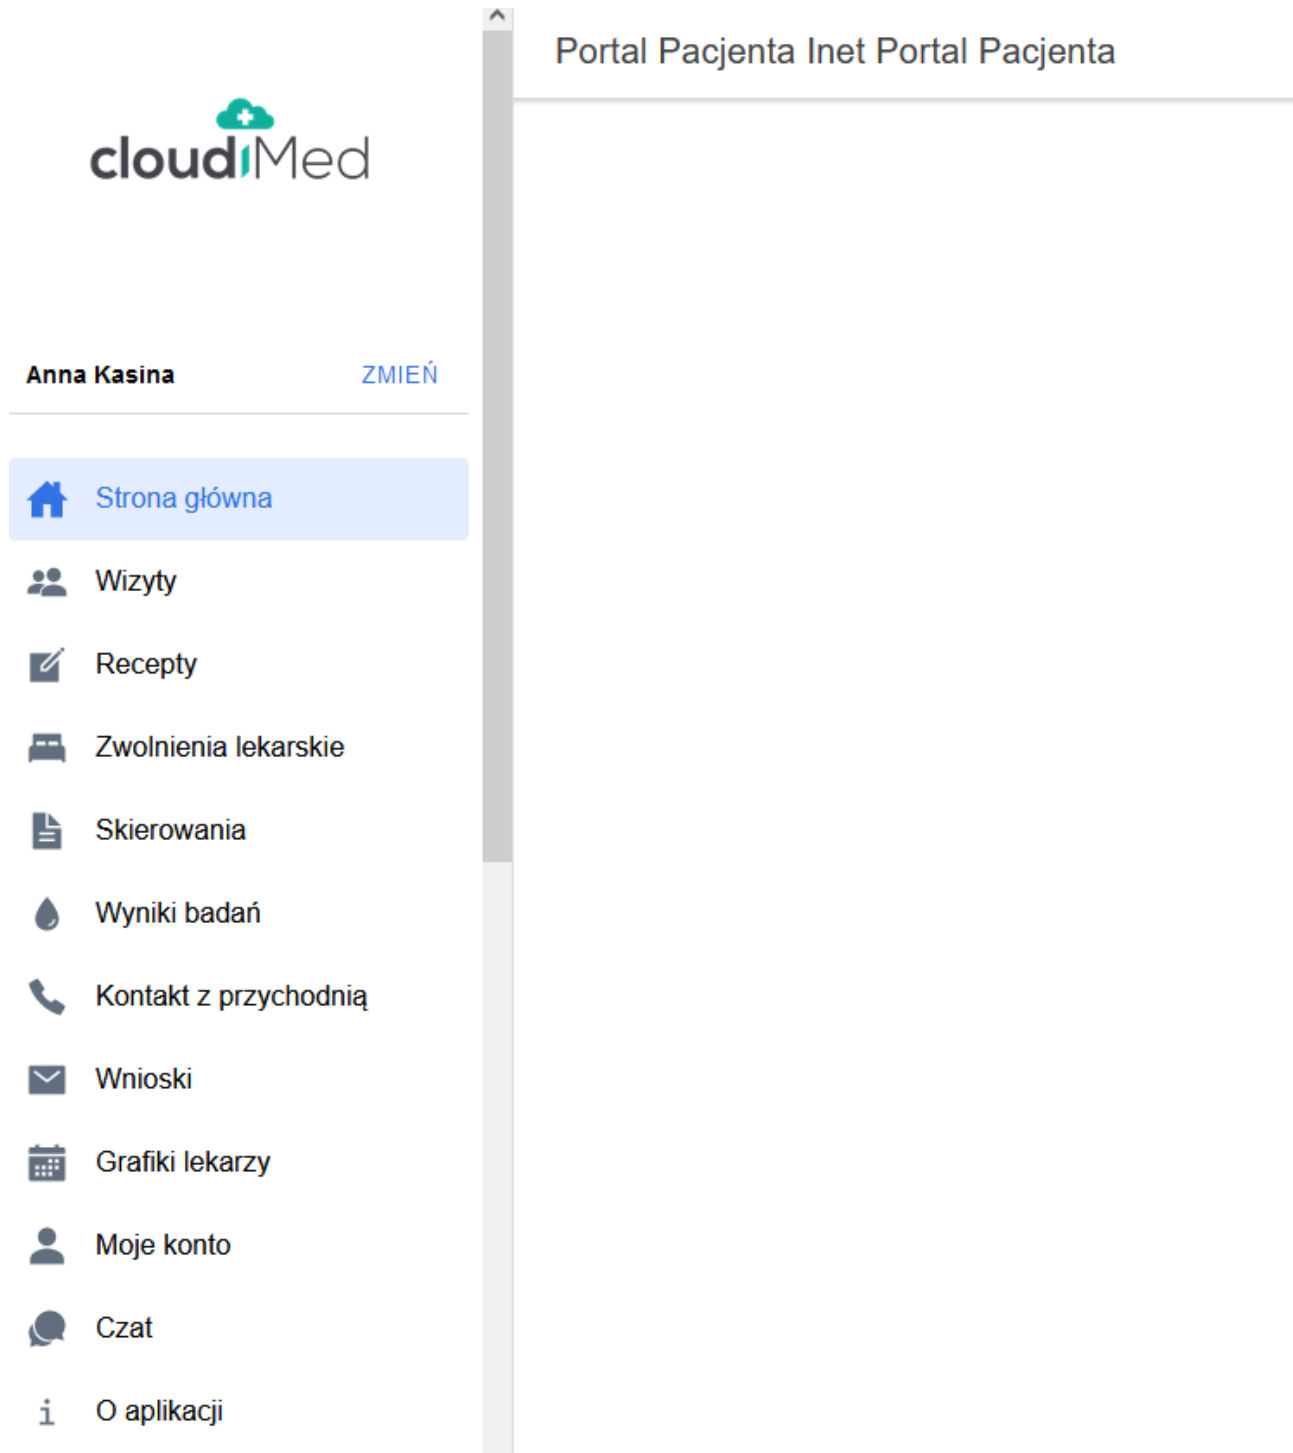 Portal Pacjenta Inet Portal Pacjenta
cloudiMed
Anna Kasina ZMIEŃ
Strona główna
Wizyty
Recepty
Zwolnienia lekarskie
Skierowania
Wyniki badań
Kontakt z przychodnią
Wnioski
Grafiki lekarzy
Moje konto
Czat
O aplikacji